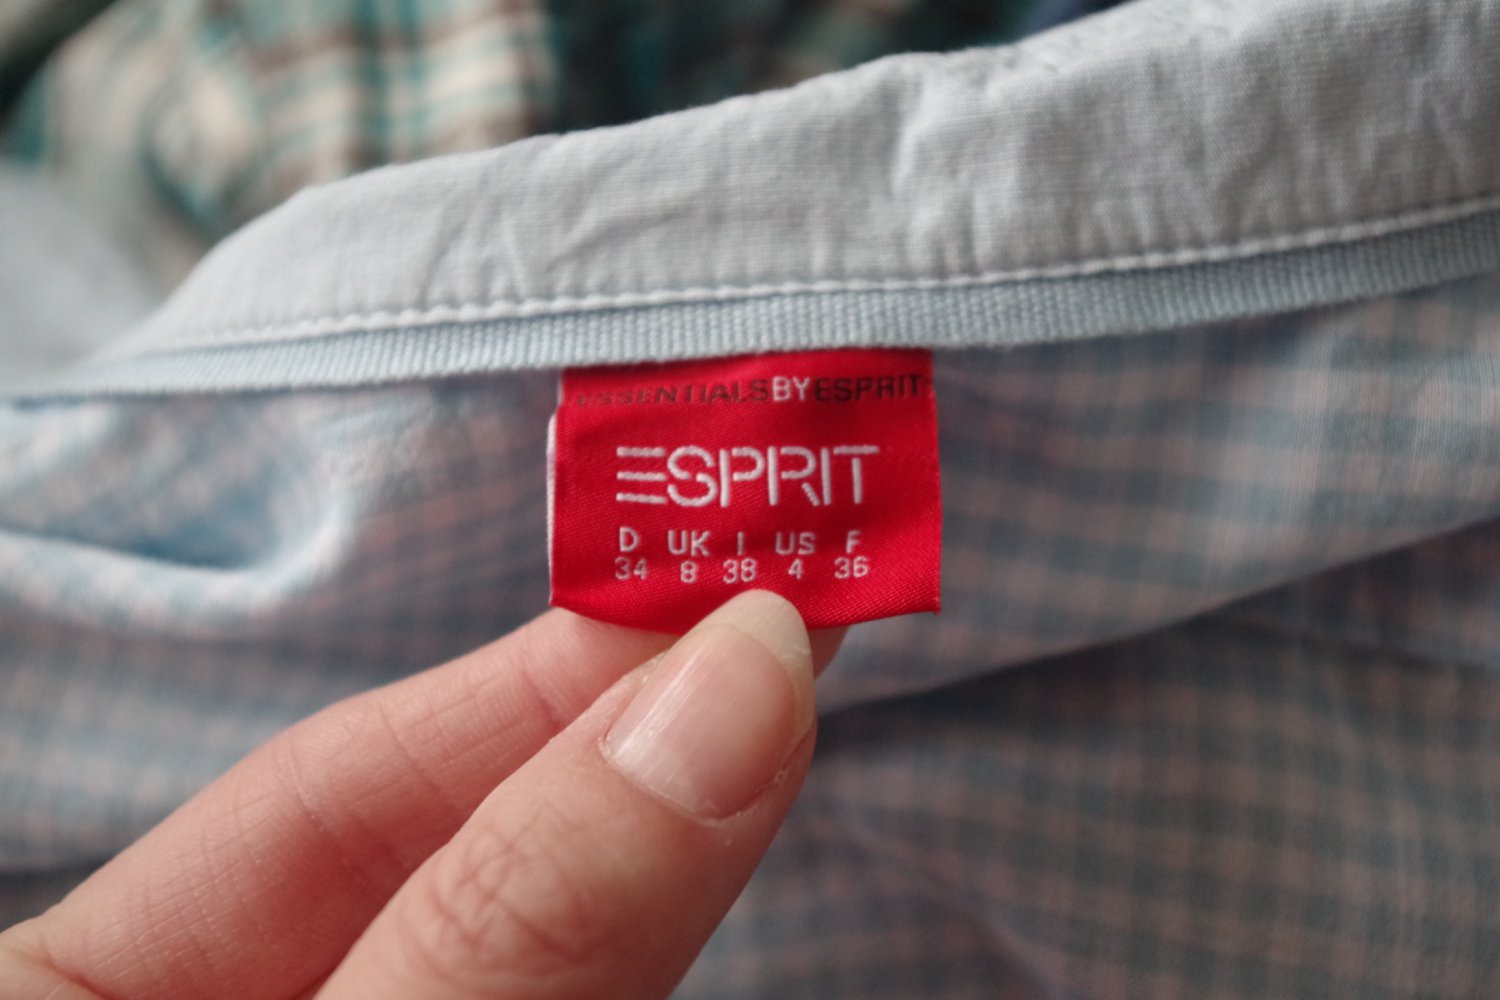 ESSENTIALSBYESPRIT
ESPRIT
D UK I US F
34 8 38 4 36